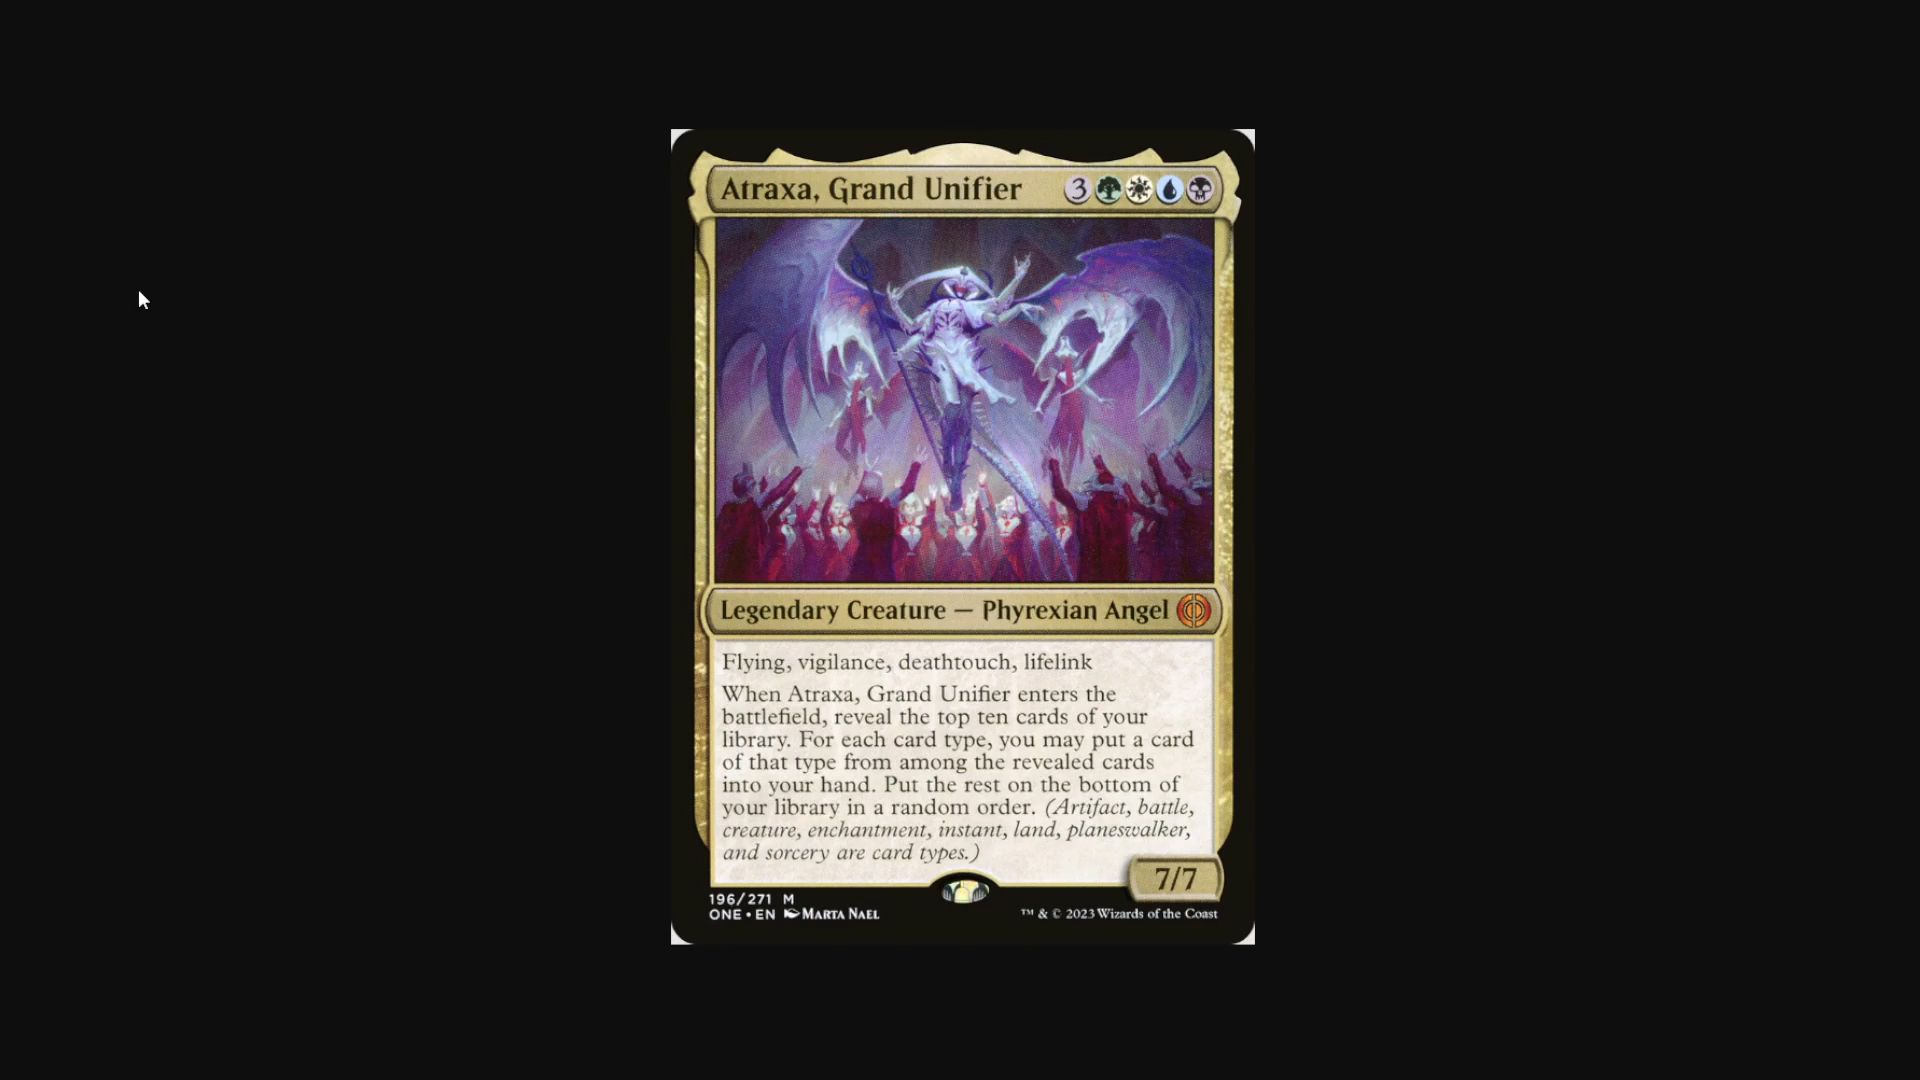 Atraxa, Grand Unifier 3
Legendary Creature — Phyrexian Angel
Flying, vigilance, deathtouch, lifelink
When Atraxa, Grand Unifier enters the
battlefield, reveal the top ten cards of your
library. For each card type, you may put a card
of that type from among the revealed cards
into your hand. Put the rest on the bottom of
your library in a random order. (Artifact, battle,
creature, enchantment, instant, land, planeswalker,
and sorcery are card types.)
7/7
196/271 M
ONE • EN Marta Nael
™ & © 2023 Wizards of the Coast